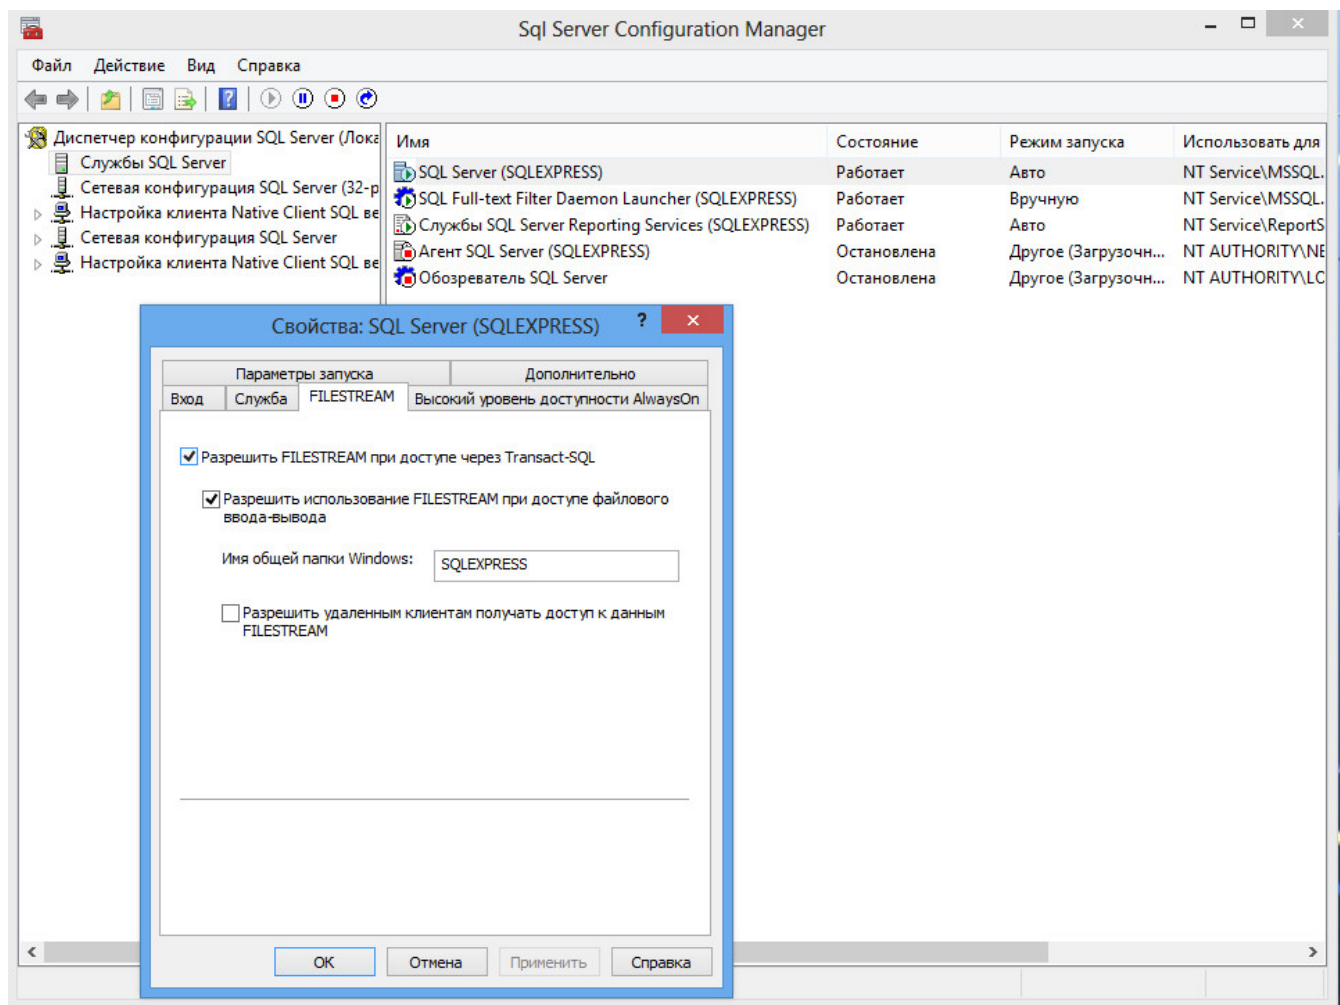 Sql Server Configuration Manager
Файл Действие Вид Справка
Диспетчер конфигурации SQL Server (Лока
Службы SQL Server
Сетевая конфигурация SQL Server (32-р
Настройка клиента Native Client SQL ве
Сетевая конфигурация SQL Server
Настройка клиента Native Client SQL ве
Имя Состояние Режим запуска Использовать для
SQL Server (SQLEXPRESS) Работает Авто NT Service\MSSQL.
SQL Full-text Filter Daemon Launcher (SQLEXPRESS) Работает Вручную NT Service\MSSQL.
Службы SQL Server Reporting Services (SQLEXPRESS) Работает Авто NT Service\ReportS
Агент SQL Server (SQLEXPRESS) Остановлена Другое (Загрузочн... NT AUTHORITY\NE
Обозреватель SQL Server Остановлена Другое (Загрузочн... NT AUTHORITY\LC
Свойства: SQL Server (SQLEXPRESS)
Параметры запуска Дополнительно
Вход Служба FILESTREAM Высокий уровень доступности AlwaysOn
Разрешить FILESTREAM при доступе через Transact-SQL
Разрешить использование FILESTREAM при доступе файлового
ввода-вывода
Имя общей папки Windows: SQLEXPRESS
Разрешить удаленным клиентам получать доступ к данным
FILESTREAM
ОК Отмена Применить Справка